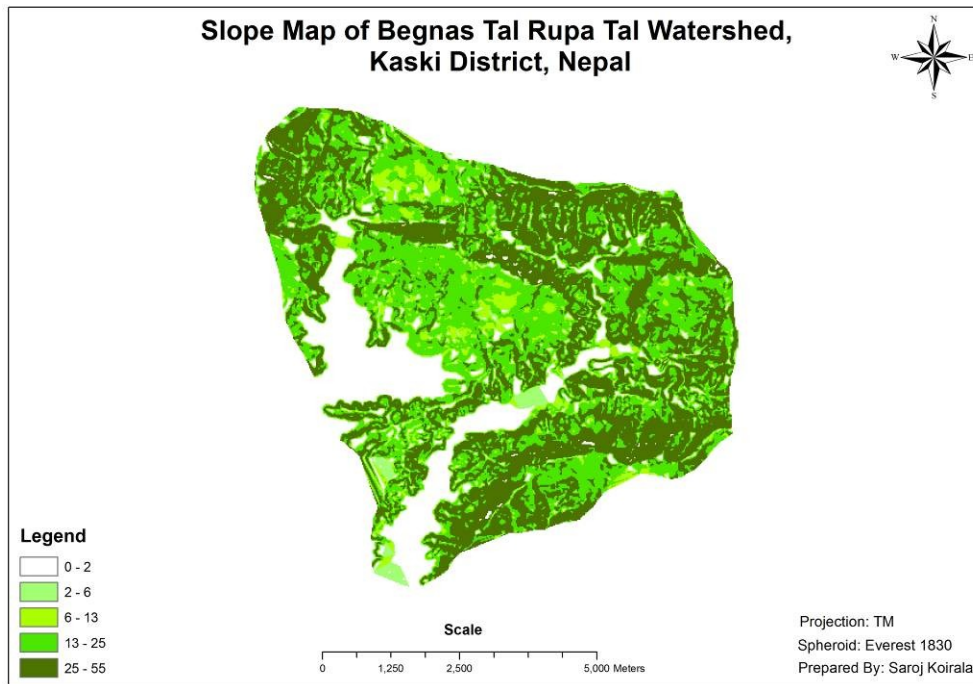 Slope Map of Begnas Tal Rupa Tal Watershed,
Kaski District, Nepal
N
W
E
S
Legend
0 - 2
2 - 6
6 - 13
13 - 25
25 - 55
Scale
0 1,250 2,500 5,000 Meters
Projection: TM
Spheroid: Everest 1830
Prepared By: Saroj Koirala